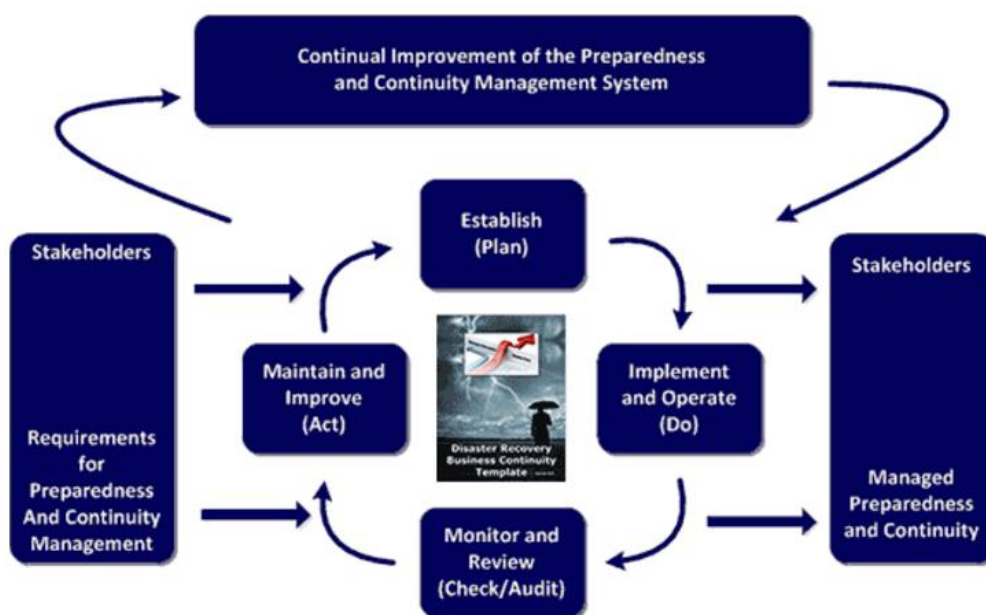 Continual Improvement of the Preparedness
and Continuity Management System
Establish
(Plan)
Stakeholders
Requirements
for
Preparedness
And Continuity
Management
Maintain and
Improve
(Act)
Disaster Recovery
Business Continuity
Template
Implement
and Operate
(Do)
Stakeholders
Managed
Preparedness
and Continuity
Monitor and
Review
(Check/Audit)